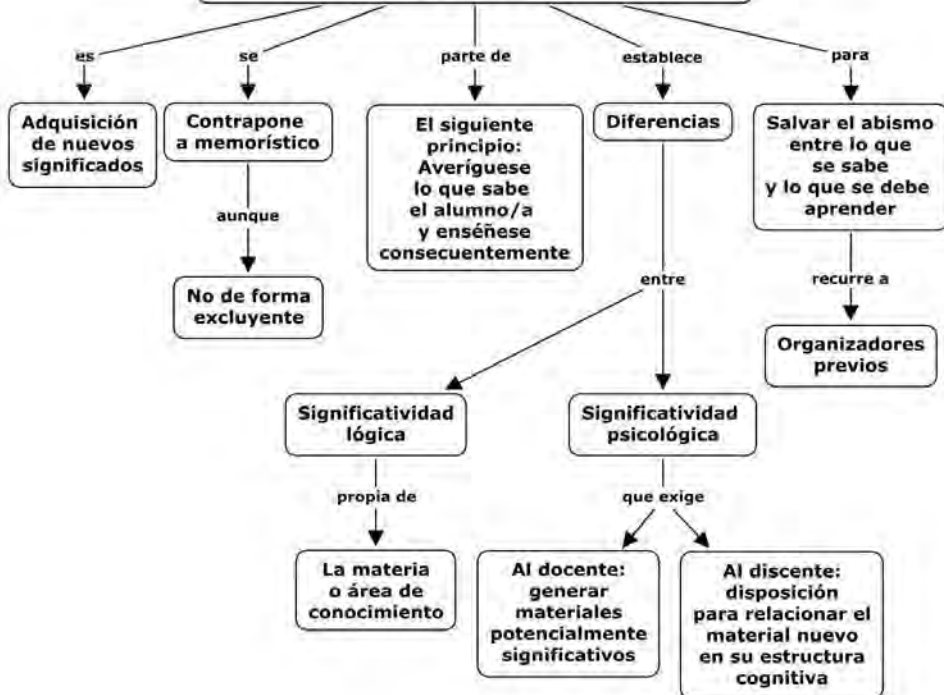 es
se
parte de
establece
para
Adquisición
de nuevos
significados
Contrapone
a memorístico
El siguiente
principio:
Averíguese
lo que sabe
el alumno/a
y enséñese
consecuentemente
Diferencias
Salvar el abismo
entre lo que
se sabe
y lo que se debe
aprender
aunque
entre
recurre a
No de forma
excluyente
Organizadores
previos
Significatividad
lógica
Significatividad
psicológica
propia de
que exige
La materia
o área de
conocimiento
Al docente:
generar
materiales
potencialmente
significativos
Al discente:
disposición
para relacionar el
material nuevo
en su estructura
cognitiva